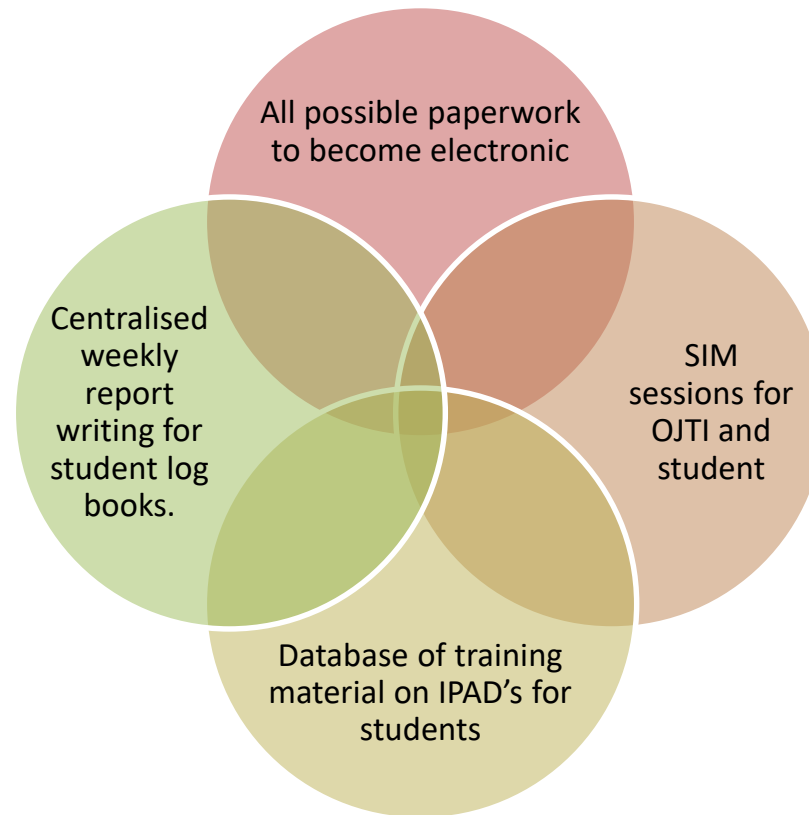 All possible paperwork
to become electronic
Centralised
weekly
report
writing for
student log
books.
SIM
sessions for
OJTI and
student
Database of training
material on IPAD’s for
students